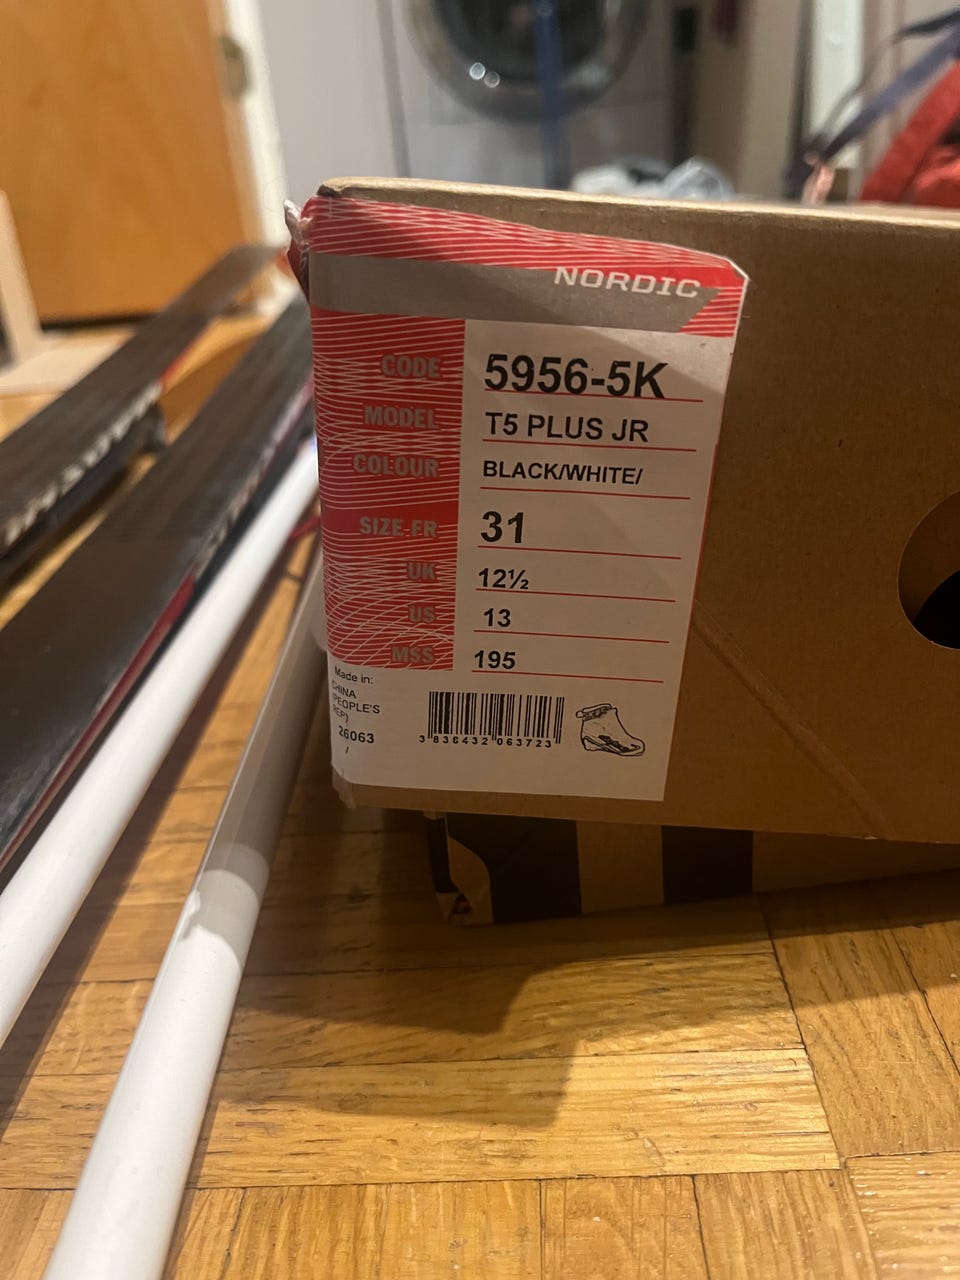 NORDIC
CODE 5956-5K
MODEL T5 PLUS JR
COLOUR BLACK/WHITE/
SIZE FR 31
UK 12½
US 13
MSS 195
Made in:
CHINA
(PEOPLE'S
REP)
26063
/
3 838432 063723